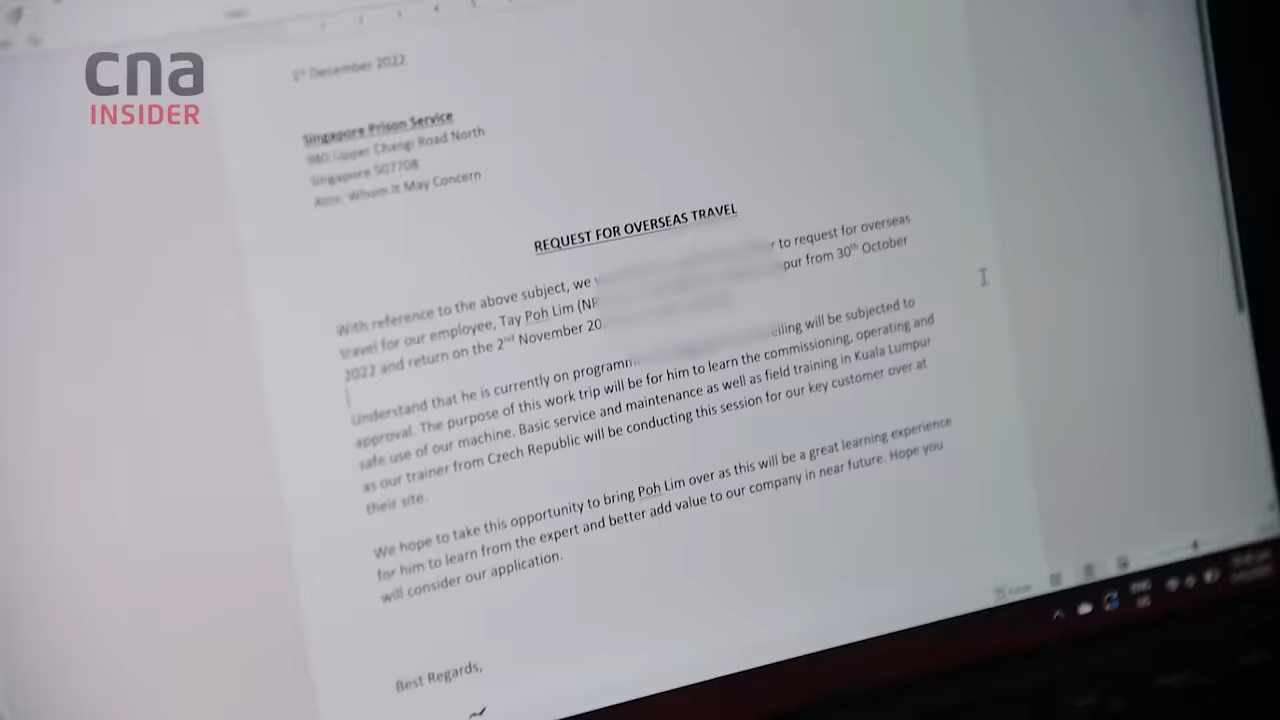 cna
INSIDER
1st December 2022
Singapore Prison Service
980 Upper Changi Road North
Singapore 507708
Attn: Whom It May Concern
REQUEST FOR OVERSEAS TRAVEL
With reference to the above subject, we to request for overseas
travel for our employee, Tay Poh Lim (NR pur from 30th October
2022 and return on the 2nd November 20
Understand that he is currently on programm eiling will be subjected to
approval. The purpose of this work trip will be for him to learn the commissioning, operating and
safe use of our machine. Basic service and maintenance as well as field training in Kuala Lumpur
as our trainer from Czech Republic will be conducting this session for our key customer over at
their site.
We hope to take this opportunity to bring Poh Lim over as this will be a great learning experience
for him to learn from the expert and better add value to our company in near future. Hope you
will consider our application.
Best Regards,